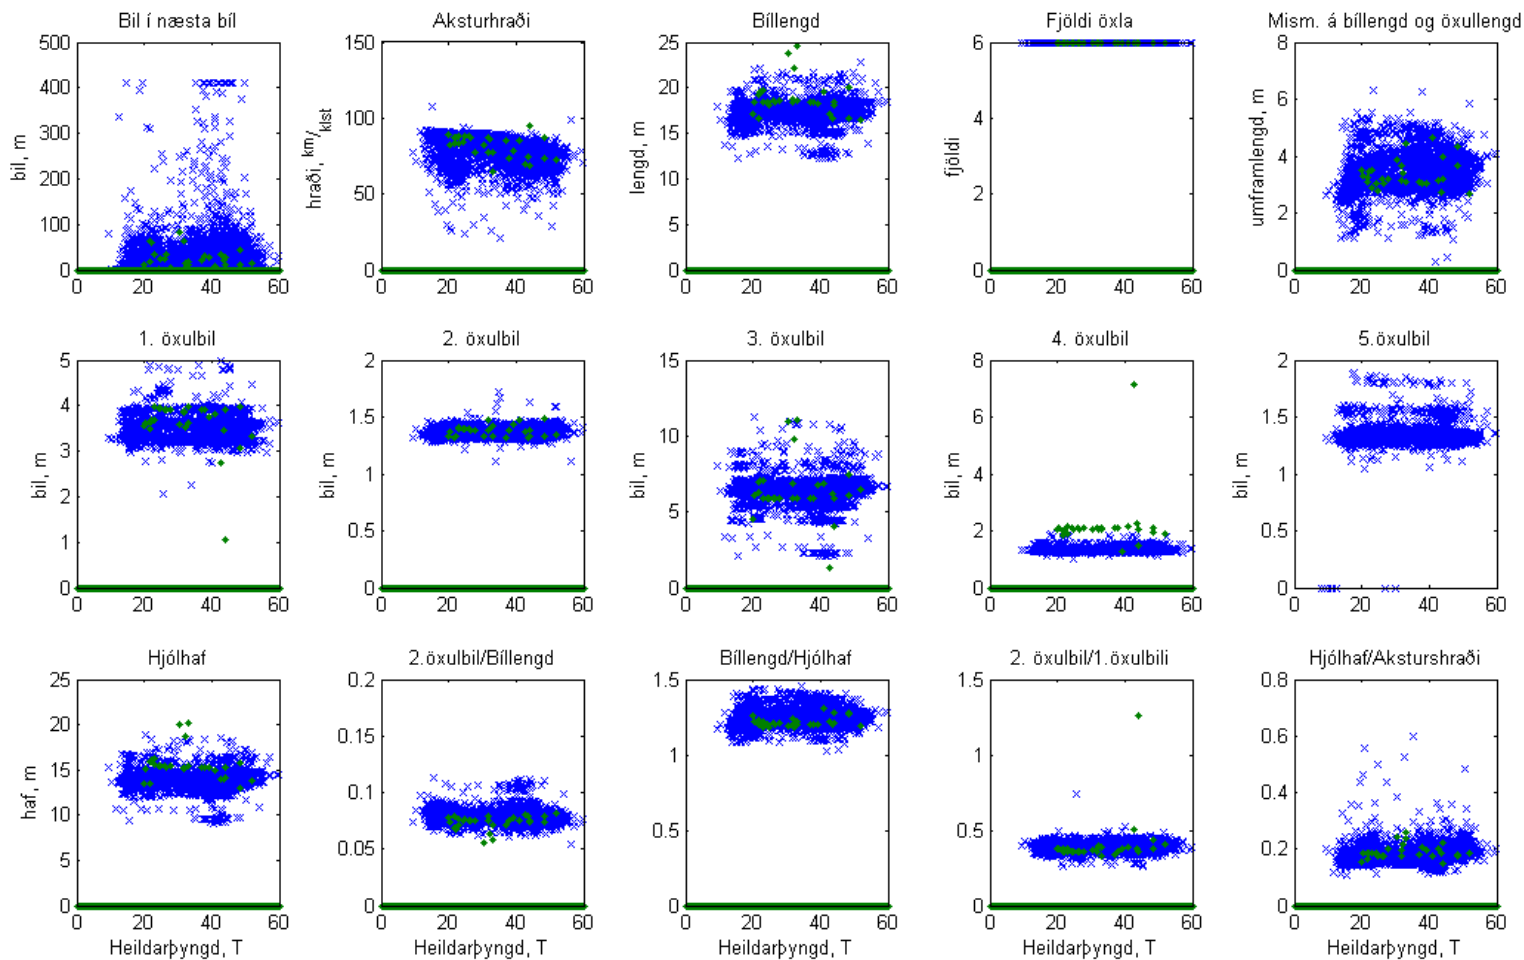 Bil í næsta bíl
Aksturhraði
Bíllengd
Fjöldi öxla
Mism. á bíllengd og öxullengd
500
400
300
200
100
0
bil, m
0 20 40 60
150
100
50
0
hraði, km/klst
0 20 40 60
25
20
15
10
5
0
lengd, m
0 20 40 60
6
4
2
0
fjöldi
0 20 40 60
8
6
4
2
0
umframlengd, m
0 20 40 60
1. öxulbil
2. öxulbil
3. öxulbil
4. öxulbil
5.öxulbil
5
4
3
2
1
0
bil, m
0 20 40 60
2
1.5
1
0.5
0
bil, m
0 20 40 60
15
10
5
0
bil, m
0 20 40 60
8
6
4
2
0
bil, m
0 20 40 60
2
1.5
1
0.5
0
bil, m
0 20 40 60
Hjólhaf
2.öxulbil/Bíllengd
Bíllengd/Hjólhaf
2. öxulbil/1.öxulbili
Hjólhaf/Aksturshraði
25
20
15
10
5
0
haf, m
0 20 40 60
Heildarþyngd, T
0.2
0.15
0.1
0.05
0
0 20 40 60
Heildarþyngd, T
1.5
1
0.5
0
0 20 40 60
Heildarþyngd, T
1.5
1
0.5
0
0 20 40 60
Heildarþyngd, T
0.8
0.6
0.4
0.2
0
0 20 40 60
Heildarþyngd, T